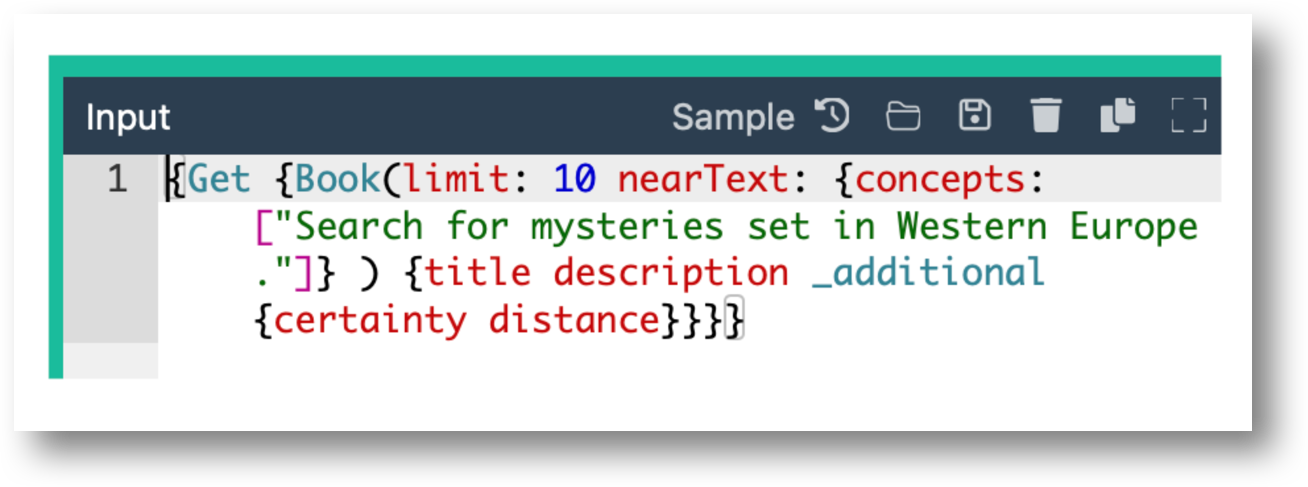 Input Sample
1 {Get {Book(limit: 10 nearText: {concepts:
["Search for mysteries set in Western Europe
."]} ) {title description _additional
{certainty distance}}}}